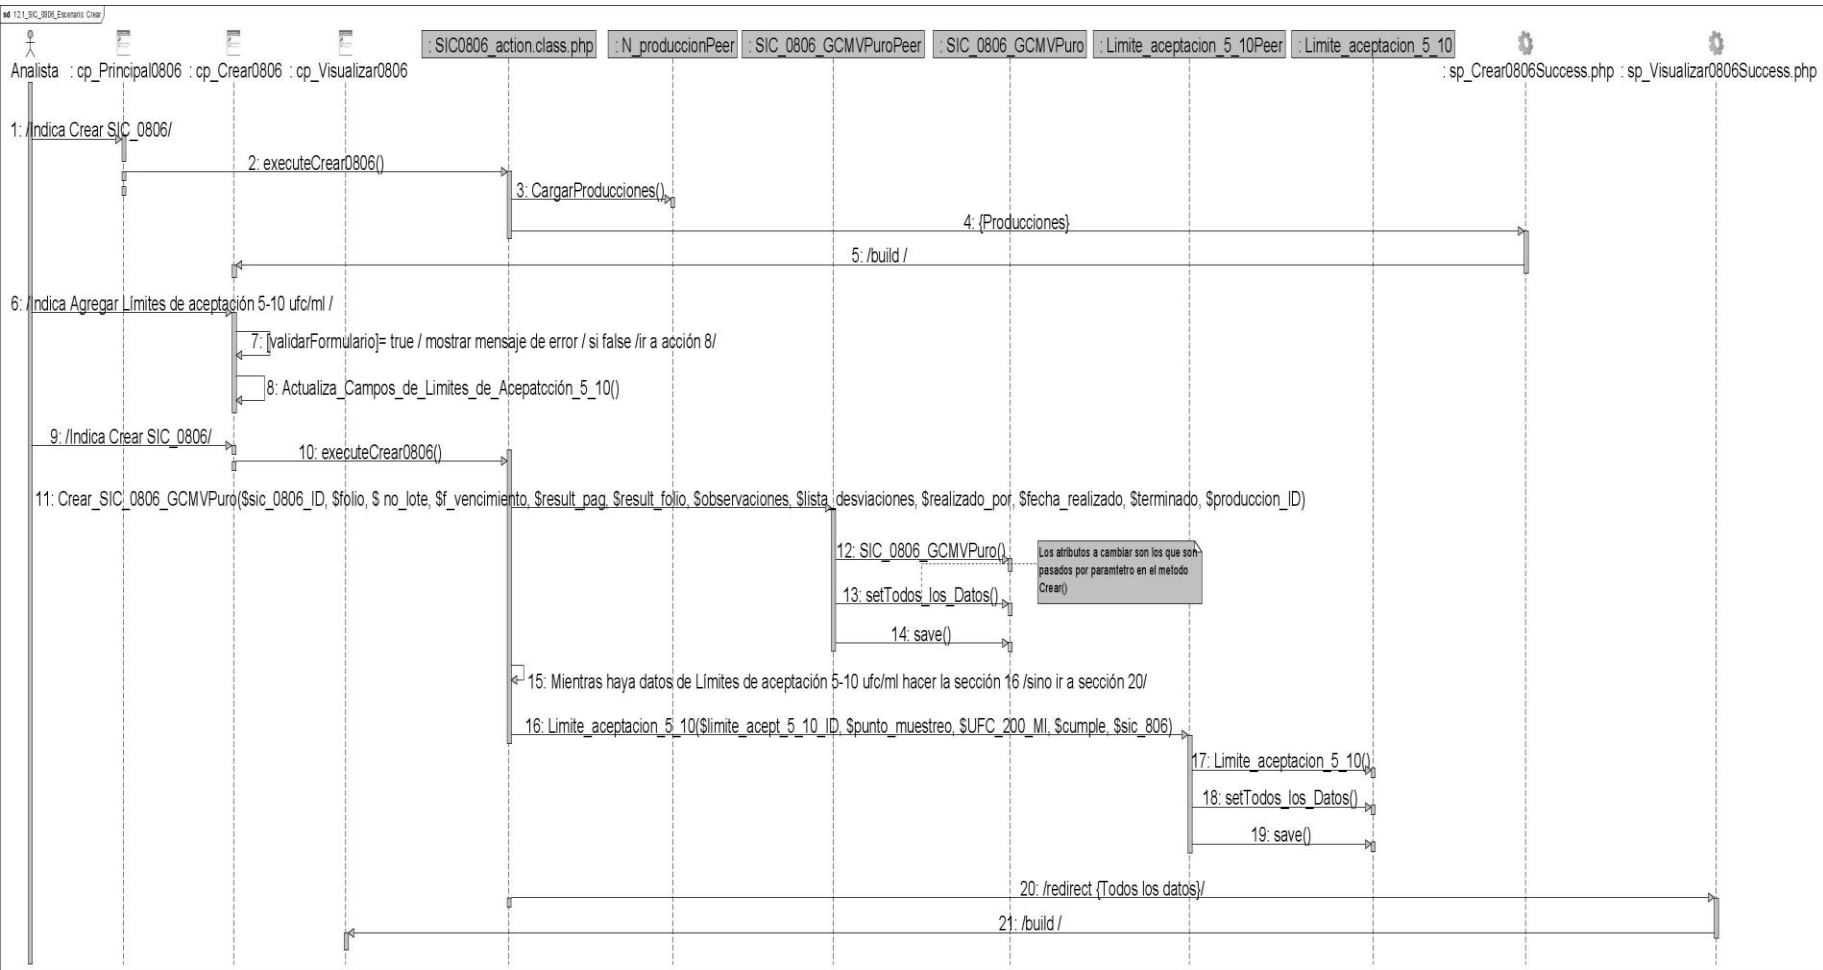 sd 12.1_SIC_0806_Escenario: Crear
Analista
: cp_Principal0806
: cp_Crear0806
: cp_Visualizar0806
: SIC0806_action.class.php
: N_produccionPeer
: SIC_0806_GCMVPuroPeer
: SIC_0806_GCMVPuro
: Limite_aceptacion_5_10Peer
: Limite_aceptacion_5_10
: sp_Crear0806Success.php
: sp_Visualizar0806Success.php
1: /Indica Crear SIC_0806/
2: executeCrear0806()
3: CargarProducciones()
4: {Producciones}
5: /build /
6: /Indica Agregar Límites de aceptación 5-10 ufc/ml /
7: [validarFormulario]= true / mostrar mensaje de error / si false /ir a acción 8/
8: Actualiza_Campos_de_Limites_de_Acepatcción_5_10()
9: /Indica Crear SIC_0806/
10: executeCrear0806()
11: Crear_SIC_0806_GCMVPuro($sic_0806_ID, $folio, $ no_lote, $f_vencimiento, $result_pag, $result_folio, $observaciones, $lista_desviaciones, $realizado_por, $fecha_realizado, $terminado, $produccion_ID)
12: SIC_0806_GCMVPuro()
Los atributos a cambiar son los que son
pasados por paramtetro en el metodo
Crear()
13: setTodos_los_Datos()
14: save()
15: Mientras haya datos de Límites de aceptación 5-10 ufc/ml hacer la sección 16 /sino ir a sección 20/
16: Limite_aceptacion_5_10($limite_acept_5_10_ID, $punto_muestreo, $UFC_200_Ml, $cumple, $sic_806)
17: Limite_aceptacion_5_10()
18: setTodos_los_Datos()
19: save()
20: /redirect {Todos los datos}/
21: /build /